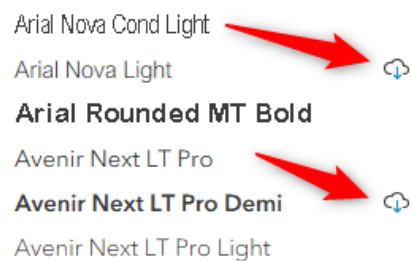 Arial Nova Cond Light
Arial Nova Light
Arial Rounded MT Bold
Avenir Next LT Pro
Avenir Next LT Pro Demi
Avenir Next LT Pro Light